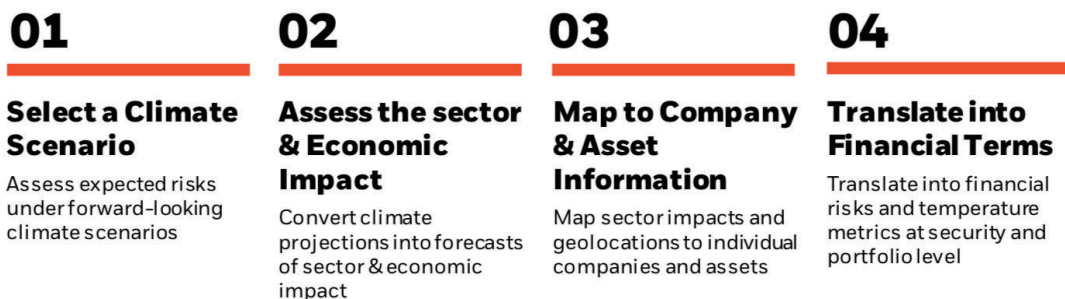 01
Select a Climate
Scenario
Assess expected risks
under forward-looking
climate scenarios
02
Assess the sector
& Economic
Impact
Convert climate
projections into forecasts
of sector & economic
impact
03
Map to Company
& Asset
Information
Map sector impacts and
geolocations to individual
companies and assets
04
Translate into
Financial Terms
Translate into financial
risks and temperature
metrics at security and
portfolio level